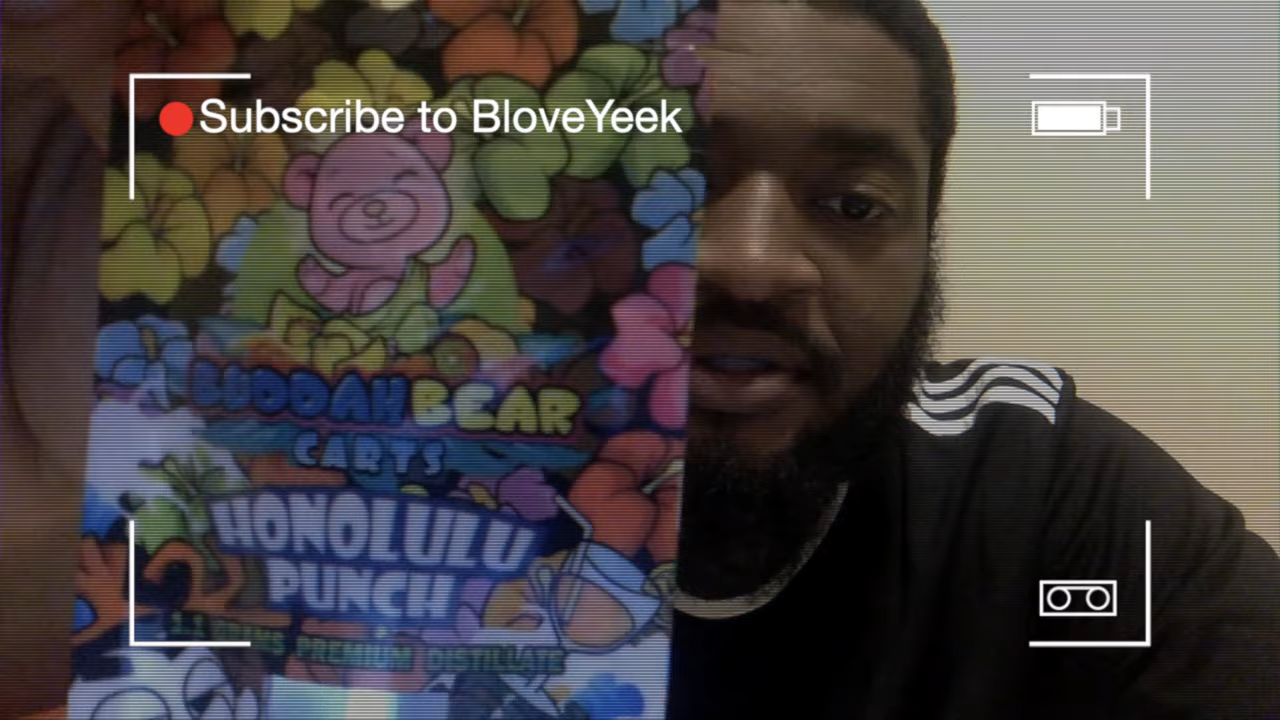 Subscribe to BloveYeek
BUDDAH BEAR
CARTS
HONOLULU
PUNCH
PREMIUM DISTILLATE